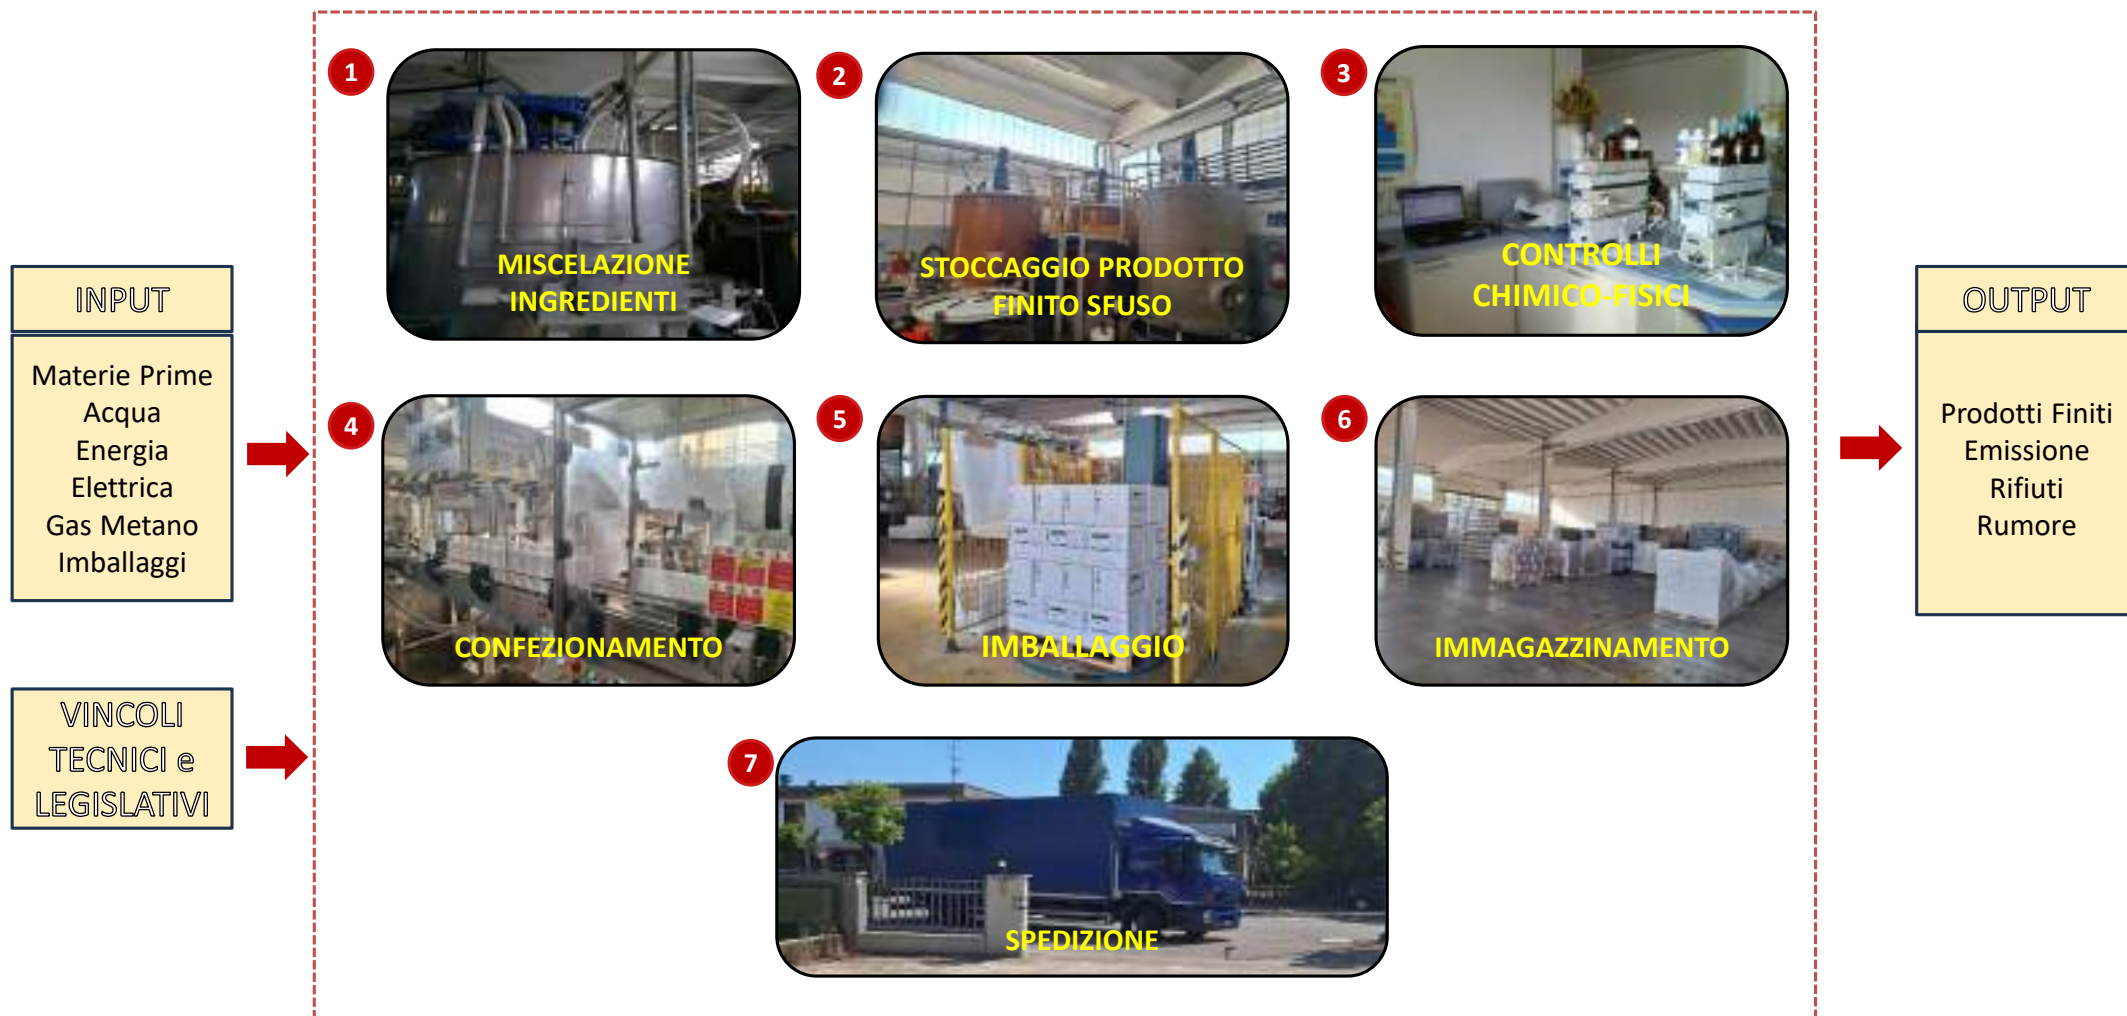 1
MISCELAZIONE
INGREDIENTI
2
STOCCAGGIO PRODOTTO
FINITO SFUSO
3
CONTROLLI
CHIMICO-FISICI
INPUT
Materie Prime
Acqua
Energia
Elettrica
Gas Metano
Imballaggi
4
CONFEZIONAMENTO
5
IMBALLAGGIO
6
IMMAGAZZINAMENTO
OUTPUT
Prodotti Finiti
Emissione
Rifiuti
Rumore
VINCOLI
TECNICI e
LEGISLATIVI
7
SPEDIZIONE